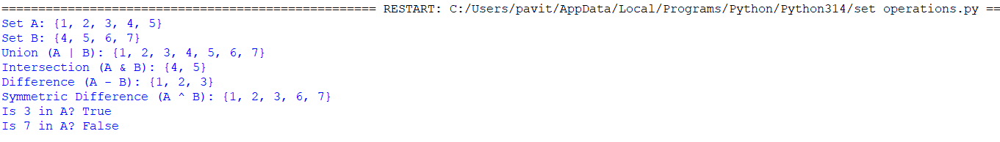 =================================================== RESTART: C:/Users/pavit/AppData/Local/Programs/Python/Python314/set operations.py ==
Set A: {1, 2, 3, 4, 5}
Set B: {4, 5, 6, 7}
Union (A | B): {1, 2, 3, 4, 5, 6, 7}
Intersection (A & B): {4, 5}
Difference (A - B): {1, 2, 3}
Symmetric Difference (A ^ B): {1, 2, 3, 6, 7}
Is 3 in A? True
Is 7 in A? False